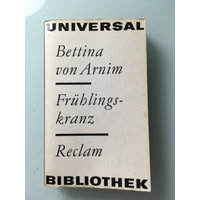 UNIVERSAL
Bettina
von Arnim
Frühlings-
kranz
Reclam
BIBLIOTHEK